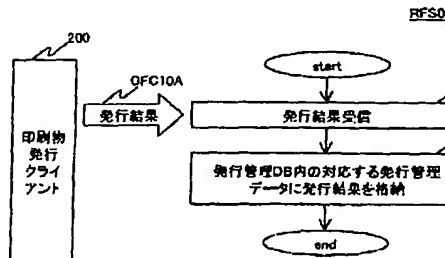 RFS0
200
OFC10A
start
印刷物
発行
クライ
アント
発行結果
発行結果受信
発行管理DB内の対応する発行管理
データに発行結果を格納
end